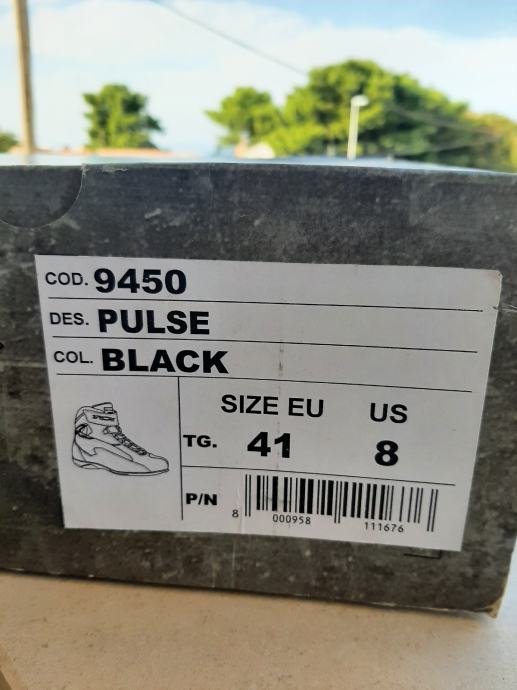 COD. 9450
DES. PULSE
COL. BLACK
SIZE EU US
TG. 41 8
P/N
8 000958 111676